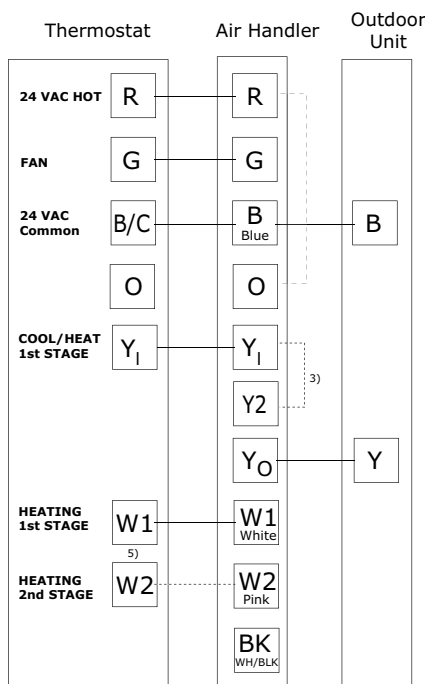 Thermostat
Air Handler
Outdoor
Unit
24 VAC HOT
R
R
FAN
G
G
24 VAC
Common
B/C
B
Blue
B
O
O
COOL/HEAT
1st STAGE
YI
YI
3)
Y2
YO
Y
HEATING
1st STAGE
W1
W1
White
5)
HEATING
2nd STAGE
W2
W2
Pink
BK
WH/BLK